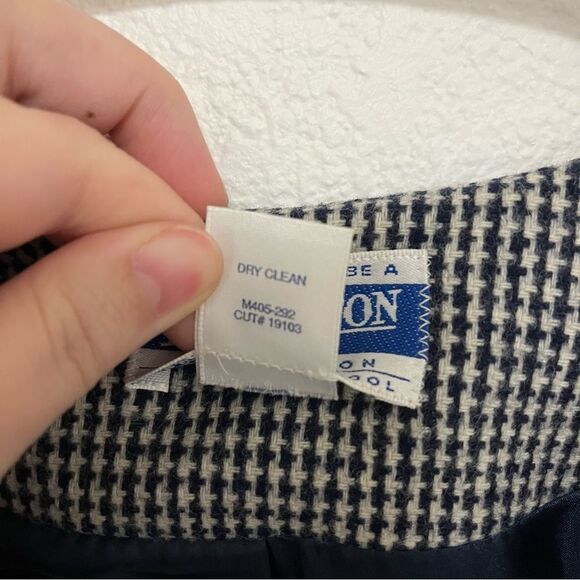 DRY CLEAN
M405-292
CUT# 19103
BE A
ON
ON
OOL